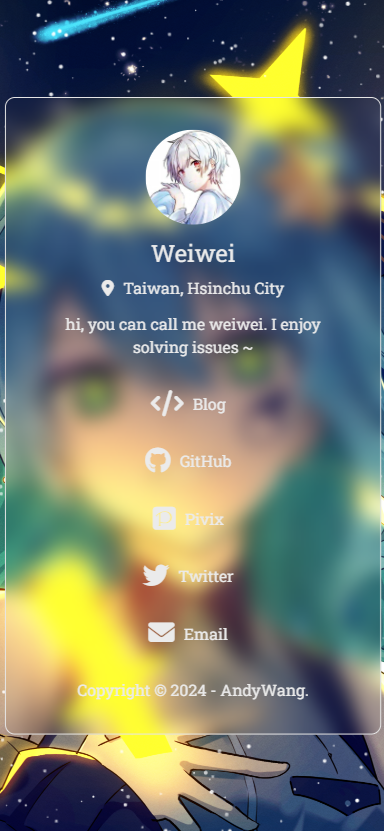 Weiwei
Taiwan, Hsinchu City
hi, you can call me weiwei. I enjoy
solving issues ~
Blog
GitHub
Pivix
Twitter
Email
Copyright © 2024 - AndyWang.